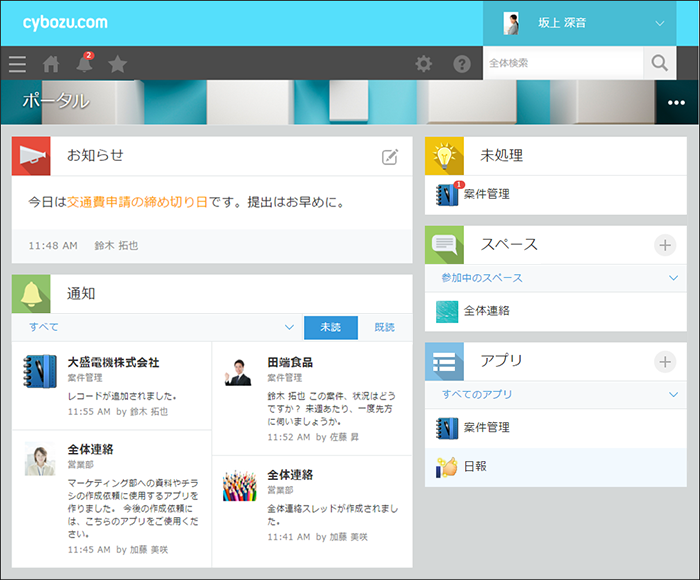 cybozu.com
坂上 深音
2
全体検索
ポータル
お知らせ
今日は交通費申請の締め切り日です。提出はお早めに。
11:48 AM 鈴木 拓也
通知
すべて
未読
既読
大盛電機株式会社
案件管理
レコードが追加されました。
11:55 AM by 鈴木 拓也
全体連絡
営業部
マーケティング部への資料やチラ
シの作成依頼に使用するアプリを
作りました。 今後の作成依頼に
は、こちらのアプリをご使用くだ
さい。
11:45 AM by 加藤 美咲
田端食品
案件管理
鈴木 拓也 この案件、状況はどう
ですか？ 来週あたり、一度先方
に伺いましょうか。
11:52 AM by 佐藤 昇
全体連絡
営業部
全体連絡スレッドが作成されまし
た。
11:41 AM by 加藤 美咲
未処理
1
案件管理
スペース
参加中のスペース
全体連絡
アプリ
すべてのアプリ
案件管理
日報